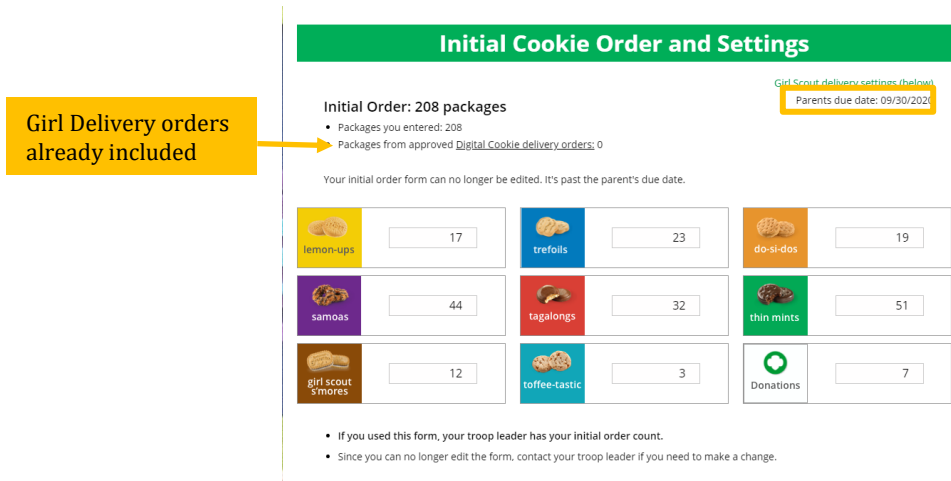 Initial Cookie Order and Settings
Girl Scout delivery settings (below)
Parents due date: 09/30/2020
Girl Delivery orders
already included
Initial Order: 208 packages
• Packages you entered: 208
• Packages from approved Digital Cookie delivery orders: 0
Your initial order form can no longer be edited. It's past the parent's due date.
lemon-ups 17 trefoils 23 do-si-dos 19
samoas 44 tagalongs 32 thin mints 51
girl scout
s'mores 12 toffee-tastic 3 Donations 7
• If you used this form, your troop leader has your initial order count.
• Since you can no longer edit the form, contact your troop leader if you need to make a change.